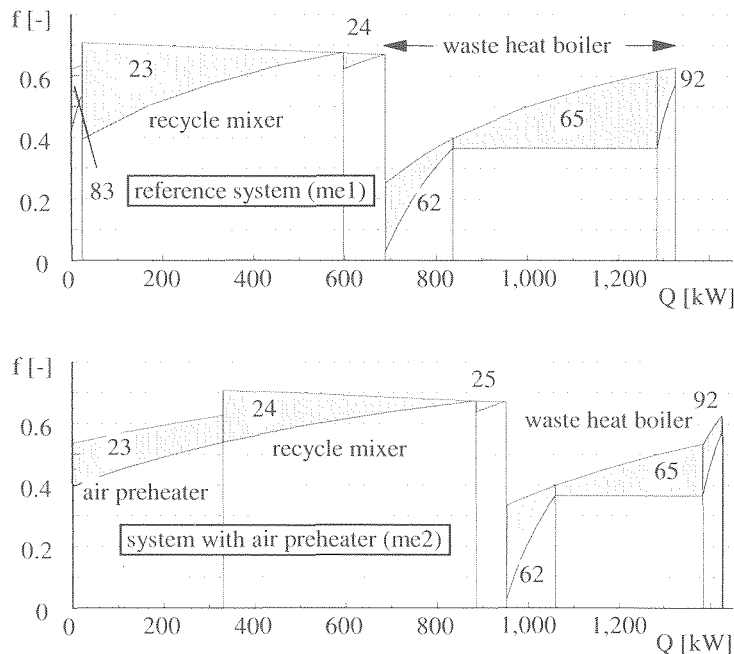 f [-]
24
waste heat boiler
0.6
23
92
recycle mixer
65
0.4
83
reference system (me1)
62
0.2
0
0 200 400 600 800 1,000 1,200
Q [kW]
f [-]
25
92
24
waste heat boiler
0.6
23
recycle mixer
65
0.4
air preheater
system with air preheater (me2)
0.2
62
0
0 200 400 600 800 1,000 1,200
Q [kW]